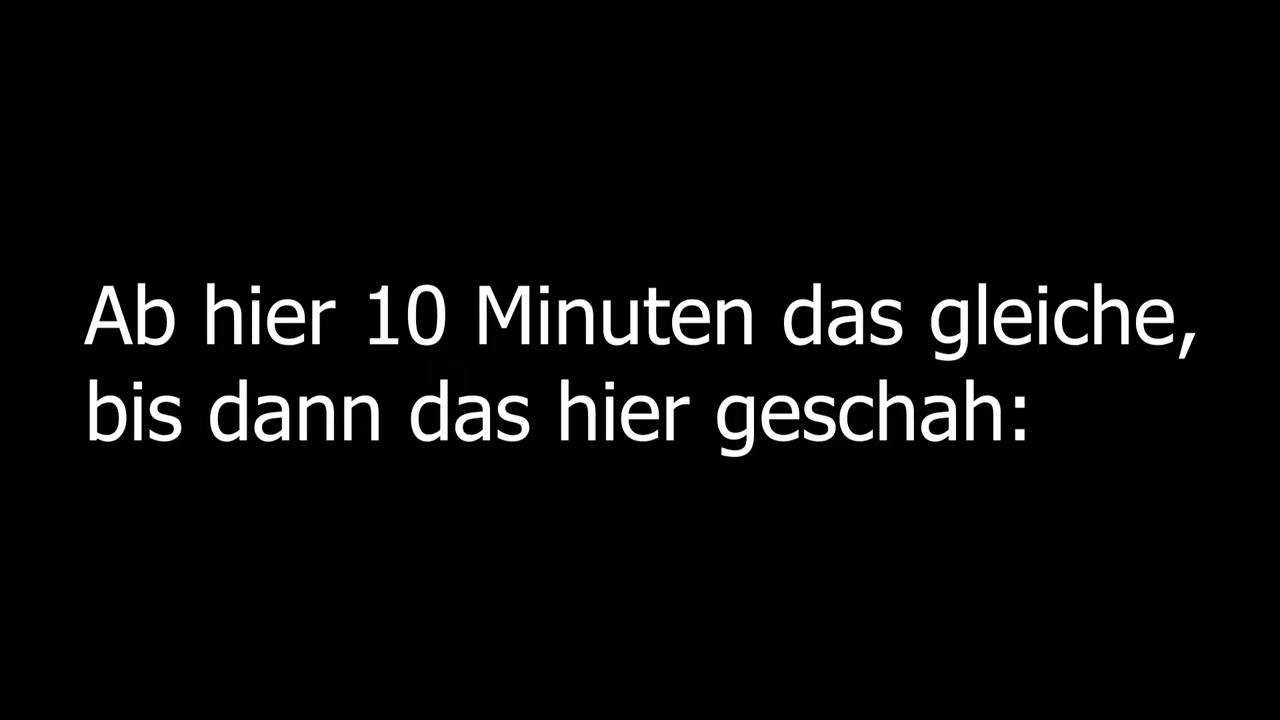 Ab hier 10 Minuten das gleiche,
bis dann das hier geschah: